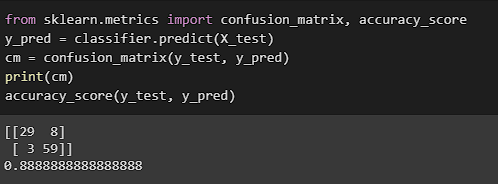 from sklearn.metrics import confusion_matrix, accuracy_score
y_pred = classifier.predict(X_test)
cm = confusion_matrix(y_test, y_pred)
print(cm)
accuracy_score(y_test, y_pred)
[[29  8]
 [ 3 59]]
0.8888888888888888